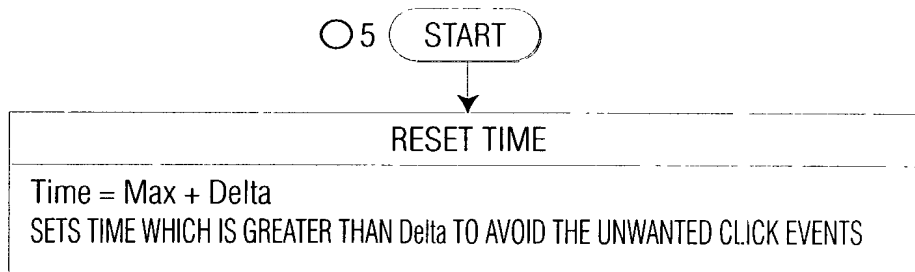 5 START
RESET TIME
Time = Max + Delta
SETS TIME WHICH IS GREATER THAN Delta TO AVOID THE UNWANTED CLICK EVENTS